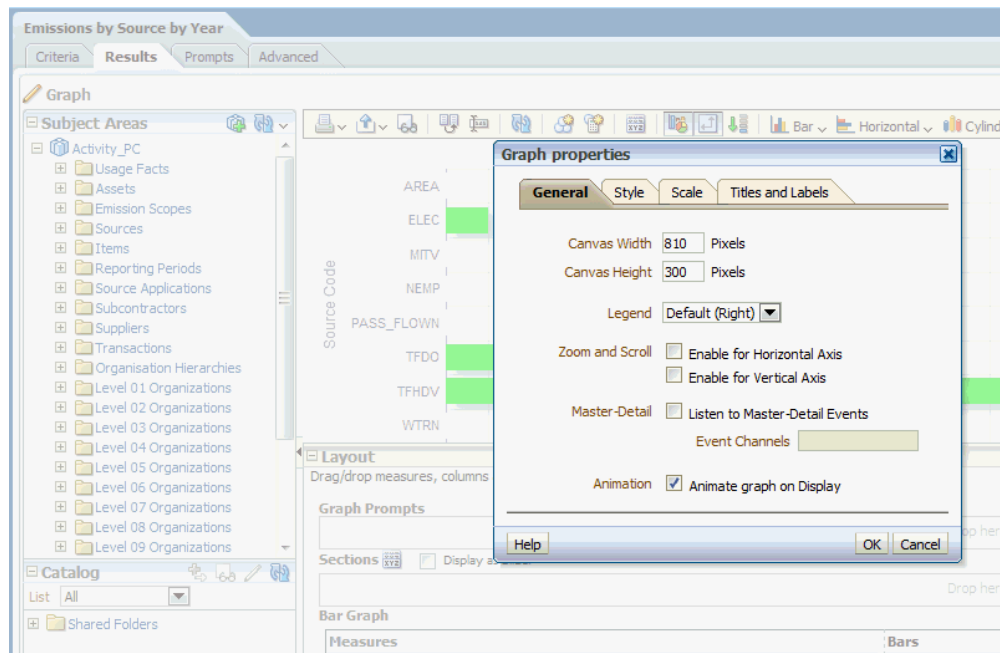 Emissions by Source by Year
Criteria Results Prompts Advanced
Graph
Subject Areas
Activity_PC
Usage Facts
Assets
Emission Scopes
Sources
Items
Reporting Periods
Source Applications
Subcontractors
Suppliers
Transactions
Organisation Hierarchies
Level 01 Organizations
Level 02 Organizations
Level 03 Organizations
Level 04 Organizations
Level 05 Organizations
Level 06 Organizations
Level 07 Organizations
Level 08 Organizations
Level 09 Organizations
Catalog
List All
Shared Folders
Bar Horizontal Cylind
Source Code
AREA
ELEC
MITV
NEMP
PASS_FLOWN
TFDO
TFHDV
WTRN
Graph properties
General Style Scale Titles and Labels
Canvas Width 810 Pixels
Canvas Height 300 Pixels
Legend Default (Right)
Zoom and Scroll Enable for Horizontal Axis
Enable for Vertical Axis
Master-Detail Listen to Master-Detail Events
Event Channels
Animation Animate graph on Display
Help OK Cancel
Layout
Drag/drop measures, columns
Graph Prompts
op her
Sections Display as
Drop her
Bar Graph
Measures Bars